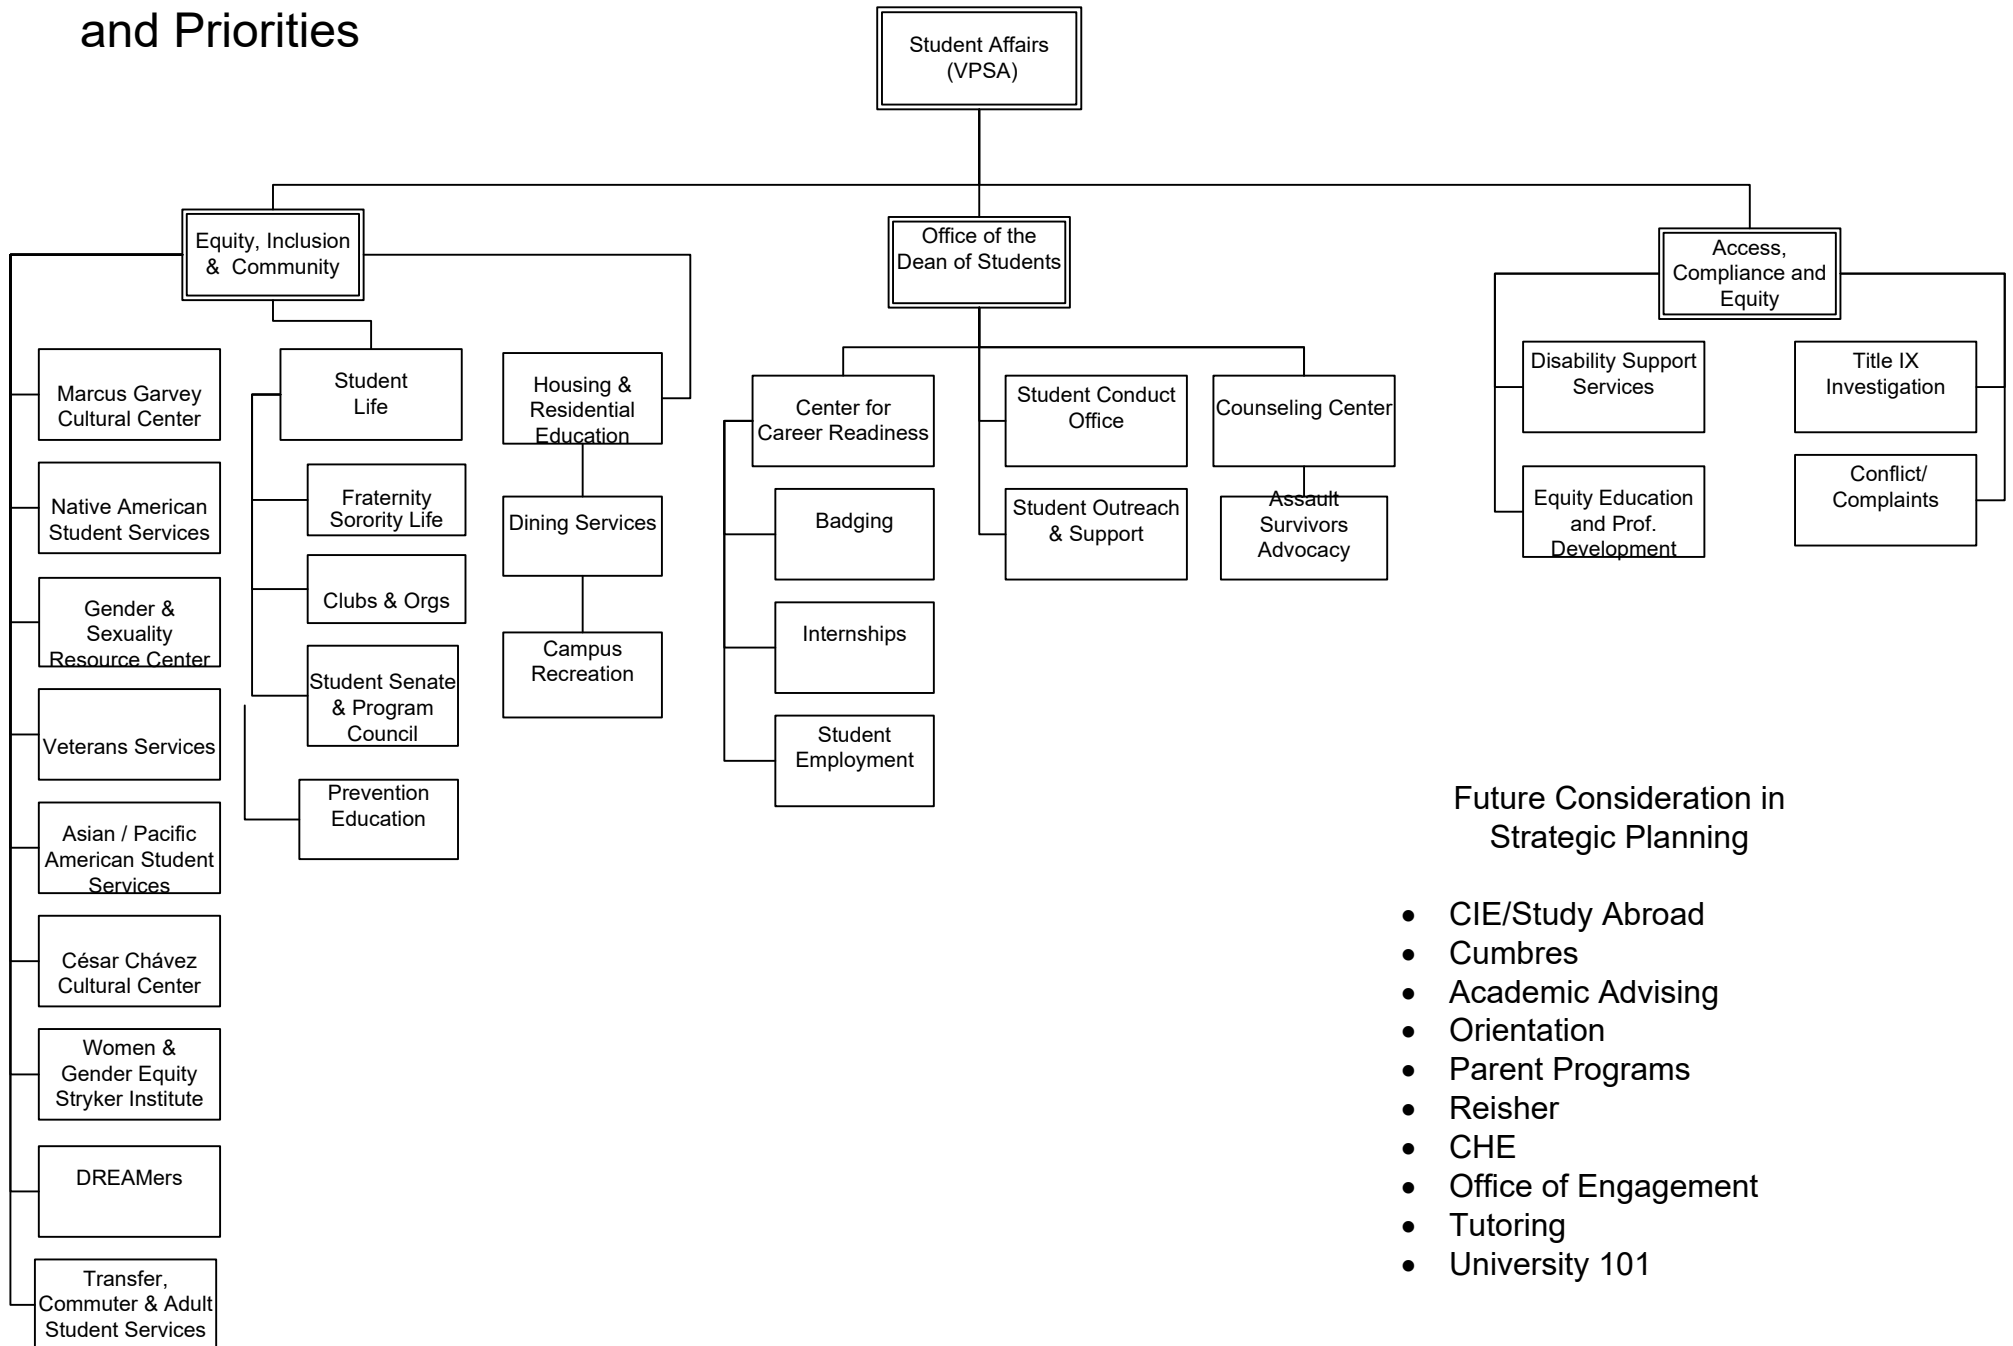 and Priorities
Student Affairs
(VPSA)
Equity, Inclusion
& Community
Office of the
Dean of Students
Access,
Compliance and
Equity
Marcus Garvey
Cultural Center
Native American
Student Services
Gender &
Sexuality
Resource Center
Veterans Services
Asian / Pacific
American Student
Services
César Chávez
Cultural Center
Women &
Gender Equity
Stryker Institute
DREAMers
Transfer,
Commuter & Adult
Student Services
Student
Life
Fraternity
Sorority Life
Clubs & Orgs
Student Senate
& Program
Council
Prevention
Education
Housing &
Residential
Education
Dining Services
Campus
Recreation
Center for
Career Readiness
Badging
Internships
Student
Employment
Student Conduct
Office
Student Outreach
& Support
Counseling Center
Assault
Survivors
Advocacy
Disability Support
Services
Equity Education
and Prof.
Development
Title IX
Investigation
Conflict/
Complaints
Future Consideration in
Strategic Planning
• CIE/Study Abroad
• Cumbres
• Academic Advising
• Orientation
• Parent Programs
• Reisher
• CHE
• Office of Engagement
• Tutoring
• University 101